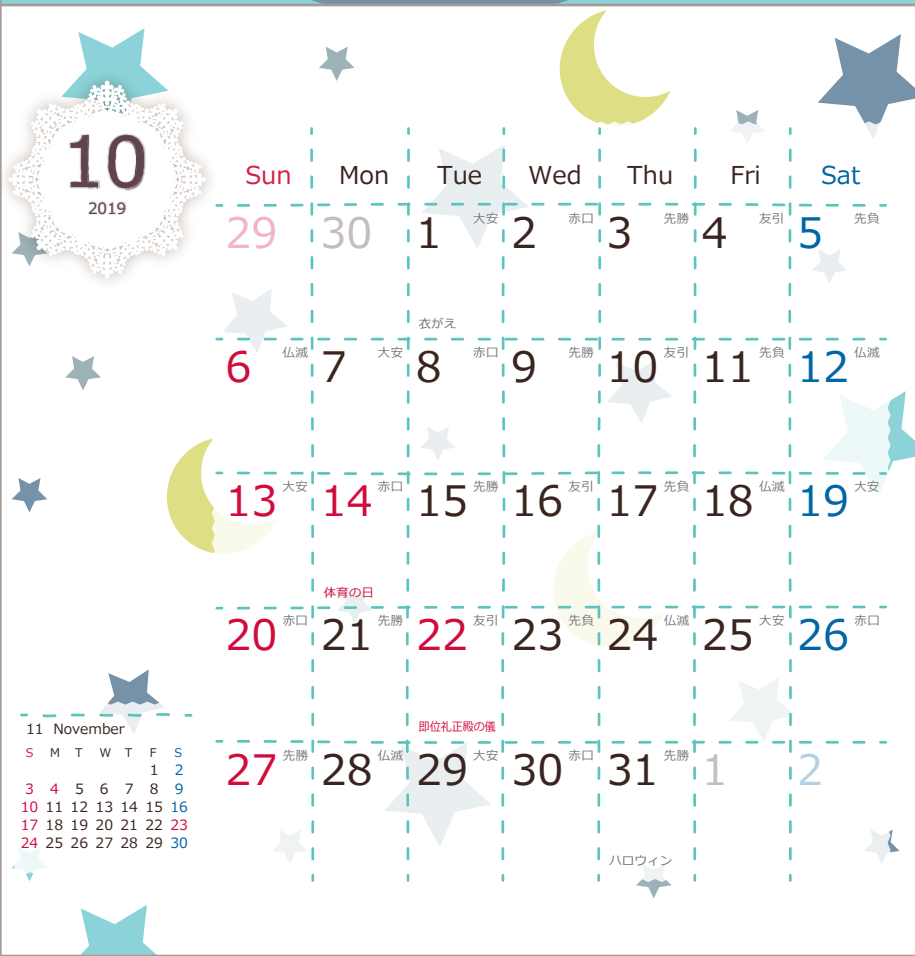 10
2019
Sun Mon Tue Wed Thu Fri Sat
29 30 1 大安 2 赤口 3 先勝 4 友引 5 先負
衣がえ
6 仏滅 7 大安 8 赤口 9 先勝 10 友引 11 先負 12 仏滅
13 大安 14 赤口 15 先勝 16 友引 17 先負 18 仏滅 19 大安
体育の日
20 赤口 21 先勝 22 友引 23 先負 24 仏滅 25 大安 26 赤口
即位礼正殿の儀
27 先勝 28 仏滅 29 大安 30 赤口 31 先勝 1 2
ハロウィン
11 November
S M T W T F S
1 2
3 4 5 6 7 8 9
10 11 12 13 14 15 16
17 18 19 20 21 22 23
24 25 26 27 28 29 30